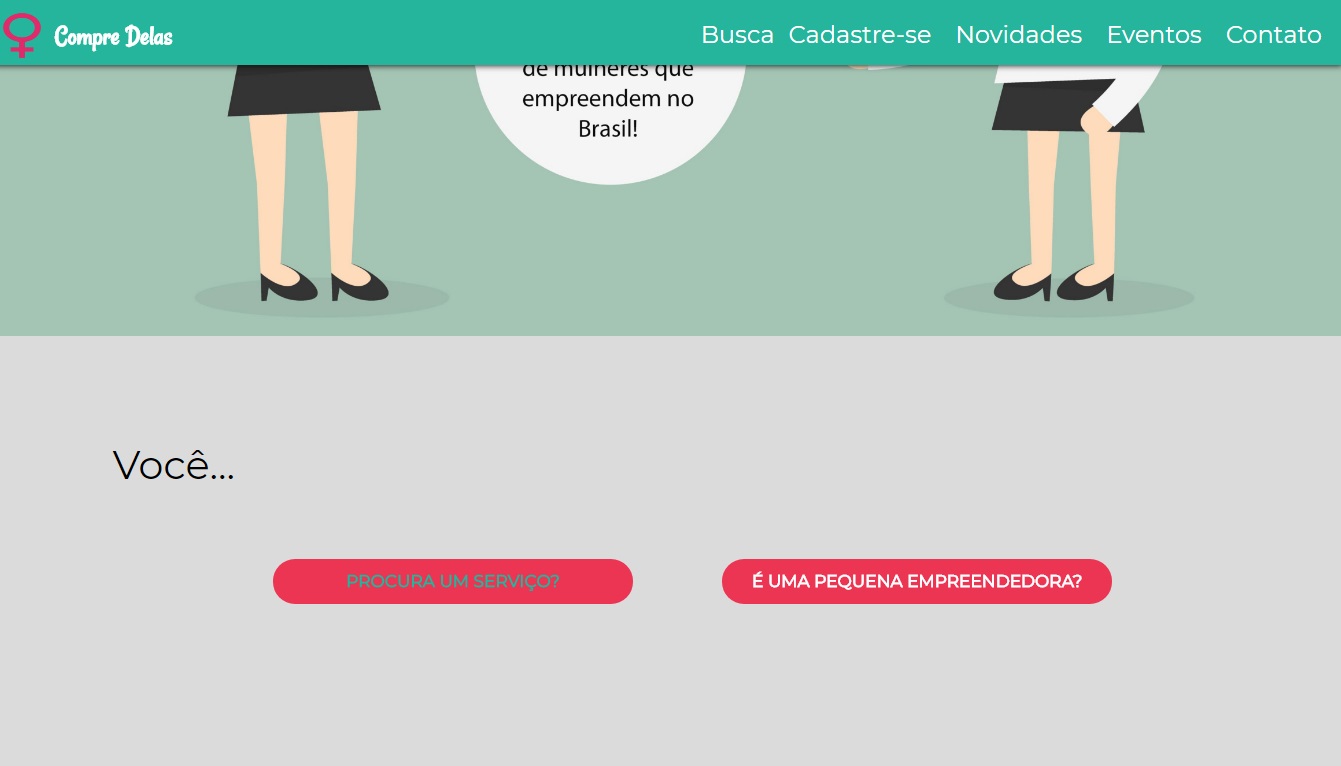 Compre Delas
Busca Cadastre-se Novidades Eventos Contato
de mulheres que
empreendem no
Brasil!
Você...
PROCURA UM SERVIÇO?
É UMA PEQUENA EMPREENDEDORA?